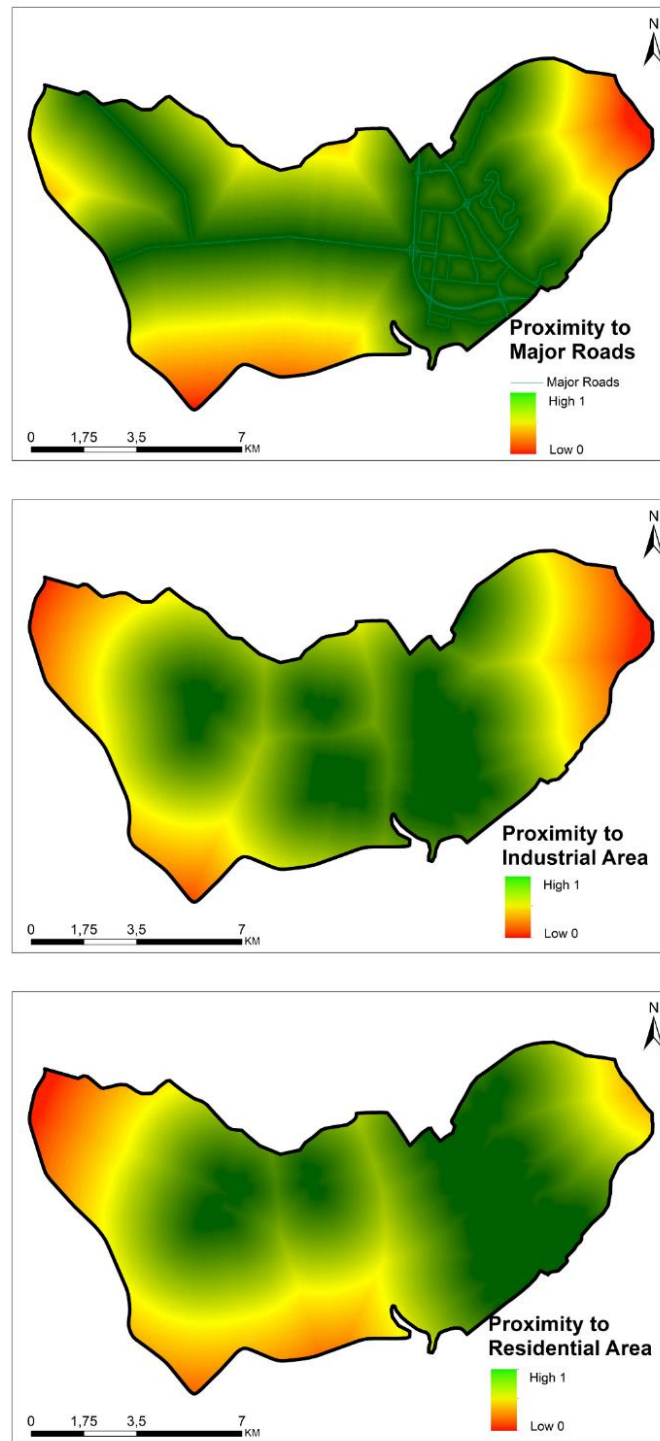 N
Proximity to
Major Roads
Major Roads
High 1
Low 0
0 1,75 3,5 7
KM
N
Proximity to
Industrial Area
High 1
Low 0
0 1,75 3,5 7
KM
N
Proximity to
Residential Area
High 1
Low 0
0 1,75 3,5 7
KM